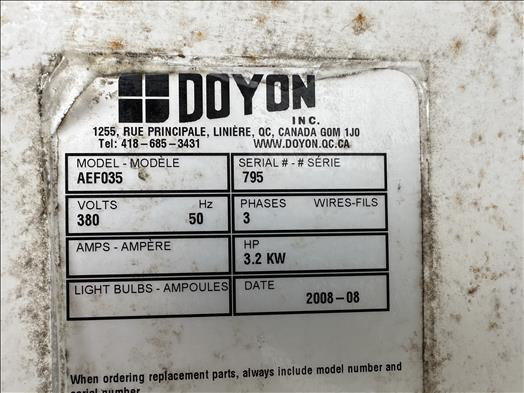 DOYON
INC.
1255, RUE PRINCIPALE, LINIÈRE, QC, CANADA G0M 1J0
Tel: 418-685-3431 WWW.DOYON.QC.CA
MODEL - MODÈLE SERIAL # - # SÉRIE
AEF035 795
VOLTS Hz PHASES WIRES-FILS
380 50 3
AMPS - AMPÈRE HP
3.2 KW
LIGHT BULBS - AMPOULES DATE
2008-08
When ordering replacement parts, always include model number and
serial number